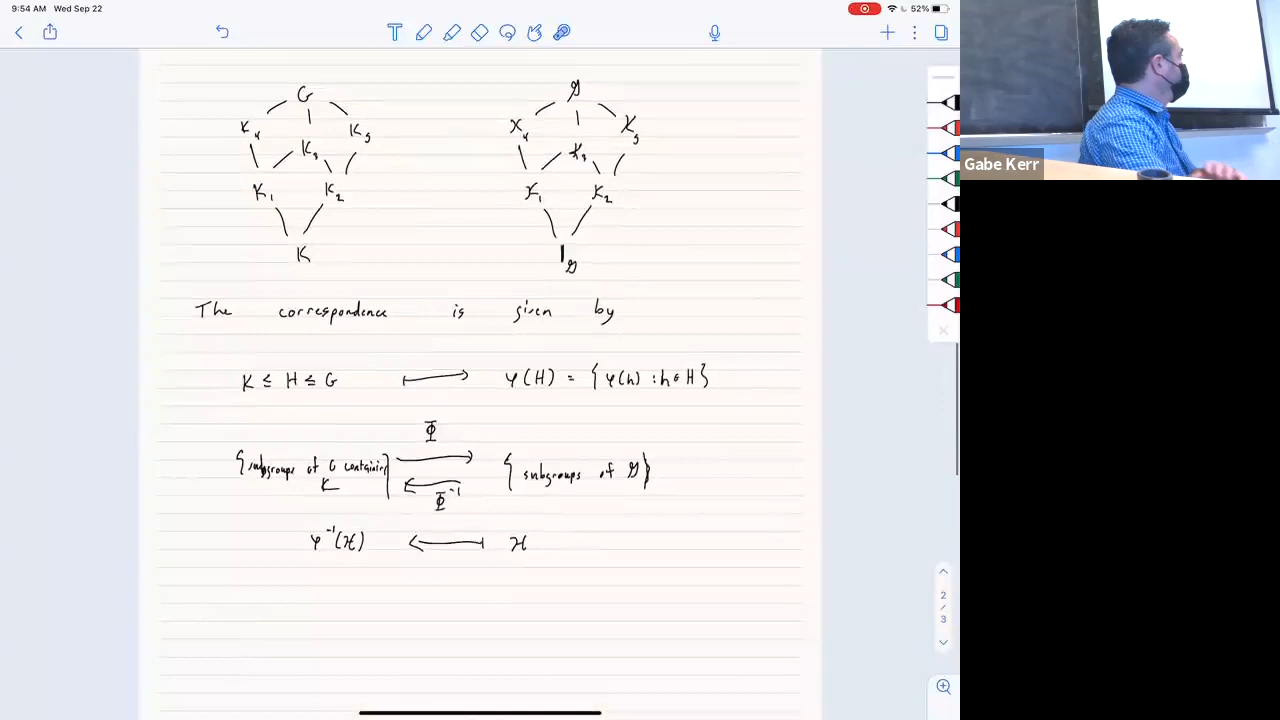 9:54 AM Wed Sep 22
52%
G
K₄ K₃ K₅
K₁ K₂
K
𝒢
𝒦₄ 𝒦₃ 𝒦₅
𝒦₁ 𝒦₂
1_𝒢
The correspondence is given by
K ≤ H ≤ G ⟼ φ(H) = {φ(h) : h ∈ H}
Φ
{subgroups of G containing K} ⟶ {subgroups of 𝒢}
⟵
Φ⁻¹
φ⁻¹(ℋ) ⟻ ℋ
Gabe Kerr
2
/
3